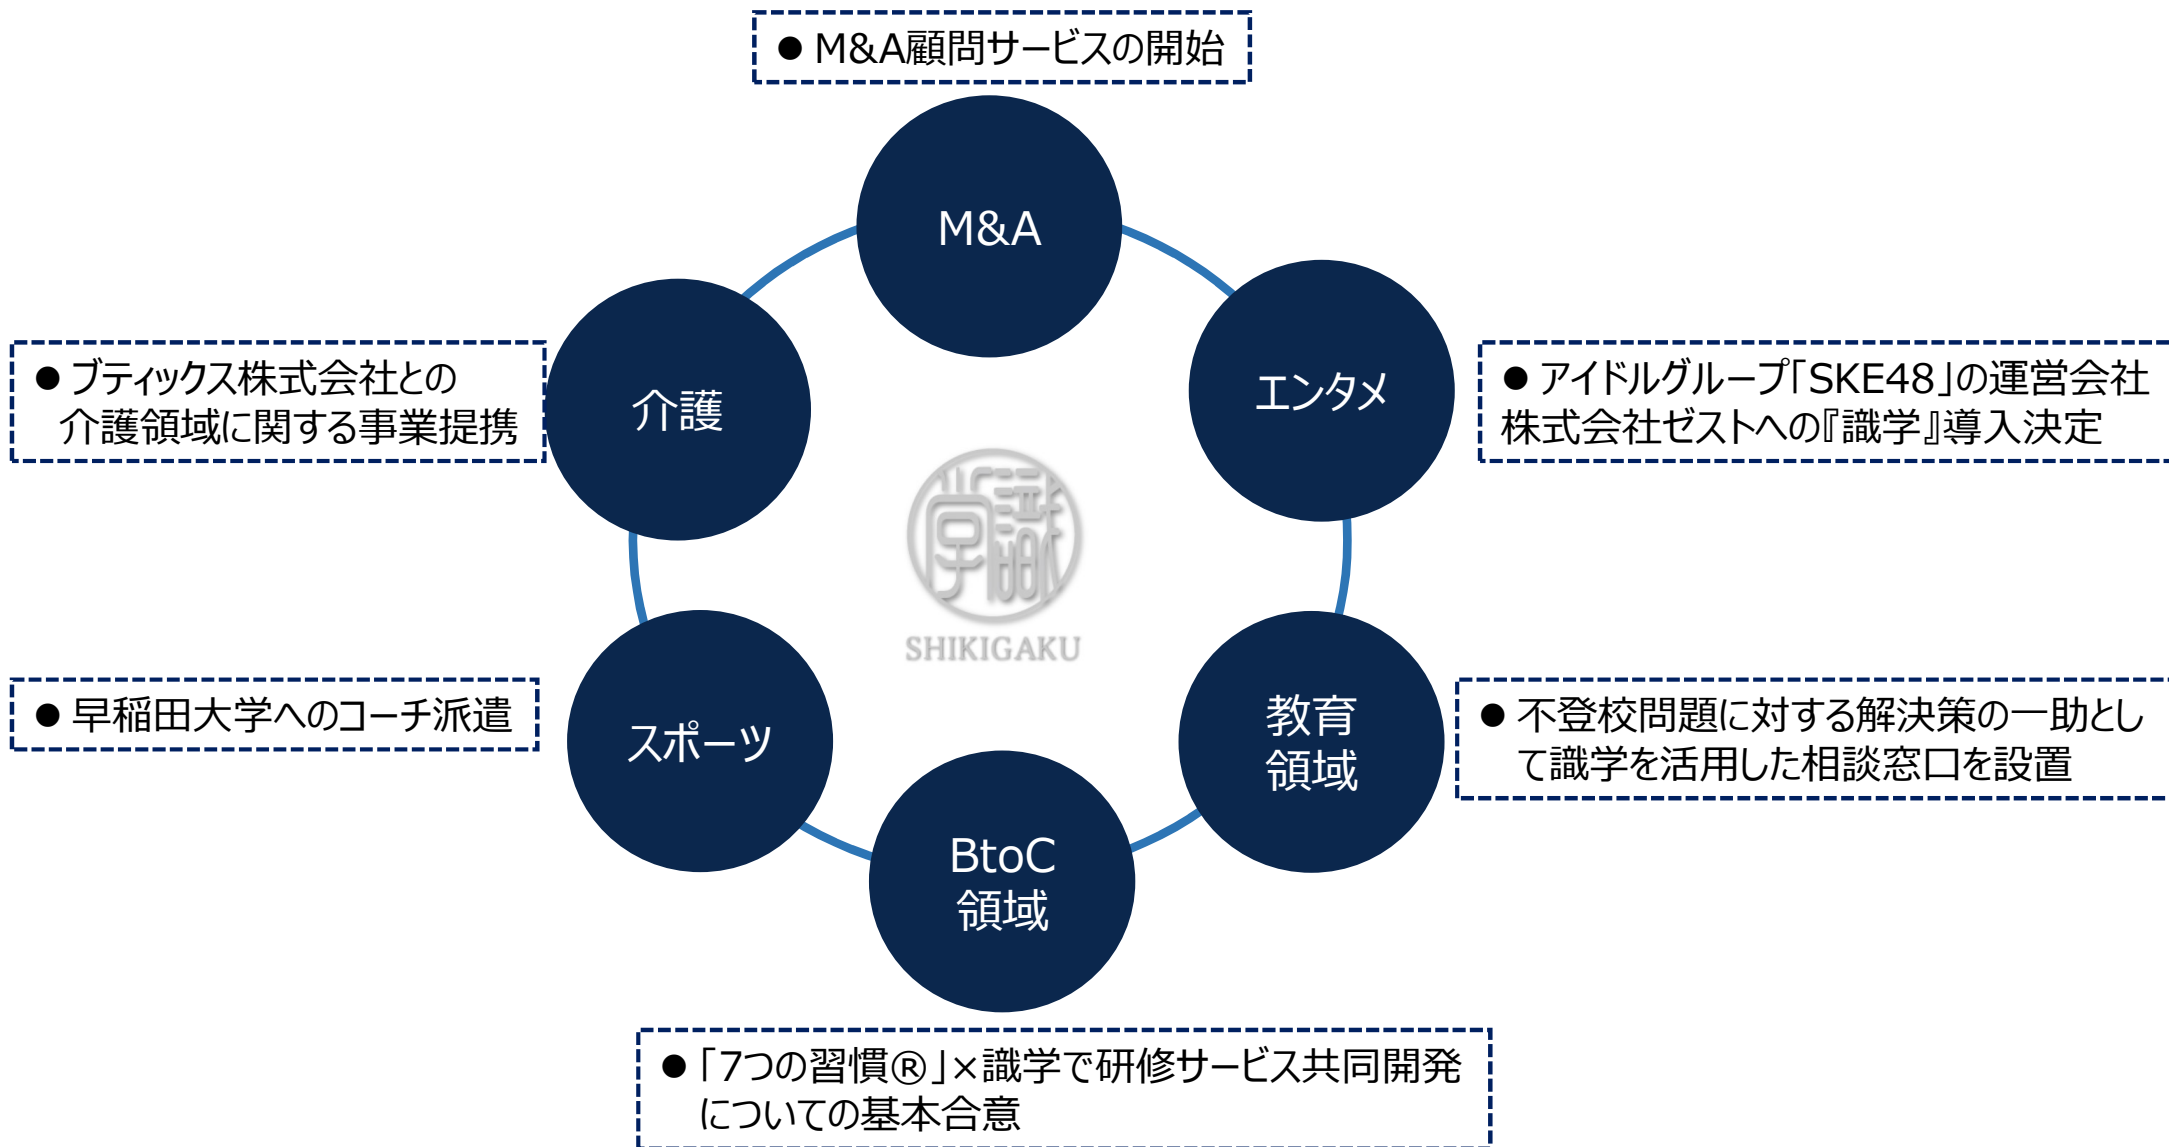 ● M&A顧問サービスの開始
M&A
エンタメ
● アイドルグループ「SKE48」の運営会社
株式会社ゼストへの『識学』導入決定
介護
● ブティックス株式会社との
介護領域に関する事業提携
識学
SHIKIGAKU
● 早稲田大学へのコーチ派遣
スポーツ
教育
領域
● 不登校問題に対する解決策の一助とし
て識学を活用した相談窓口を設置
BtoC
領域
● 「7つの習慣®」×識学で研修サービス共同開発
についての基本合意